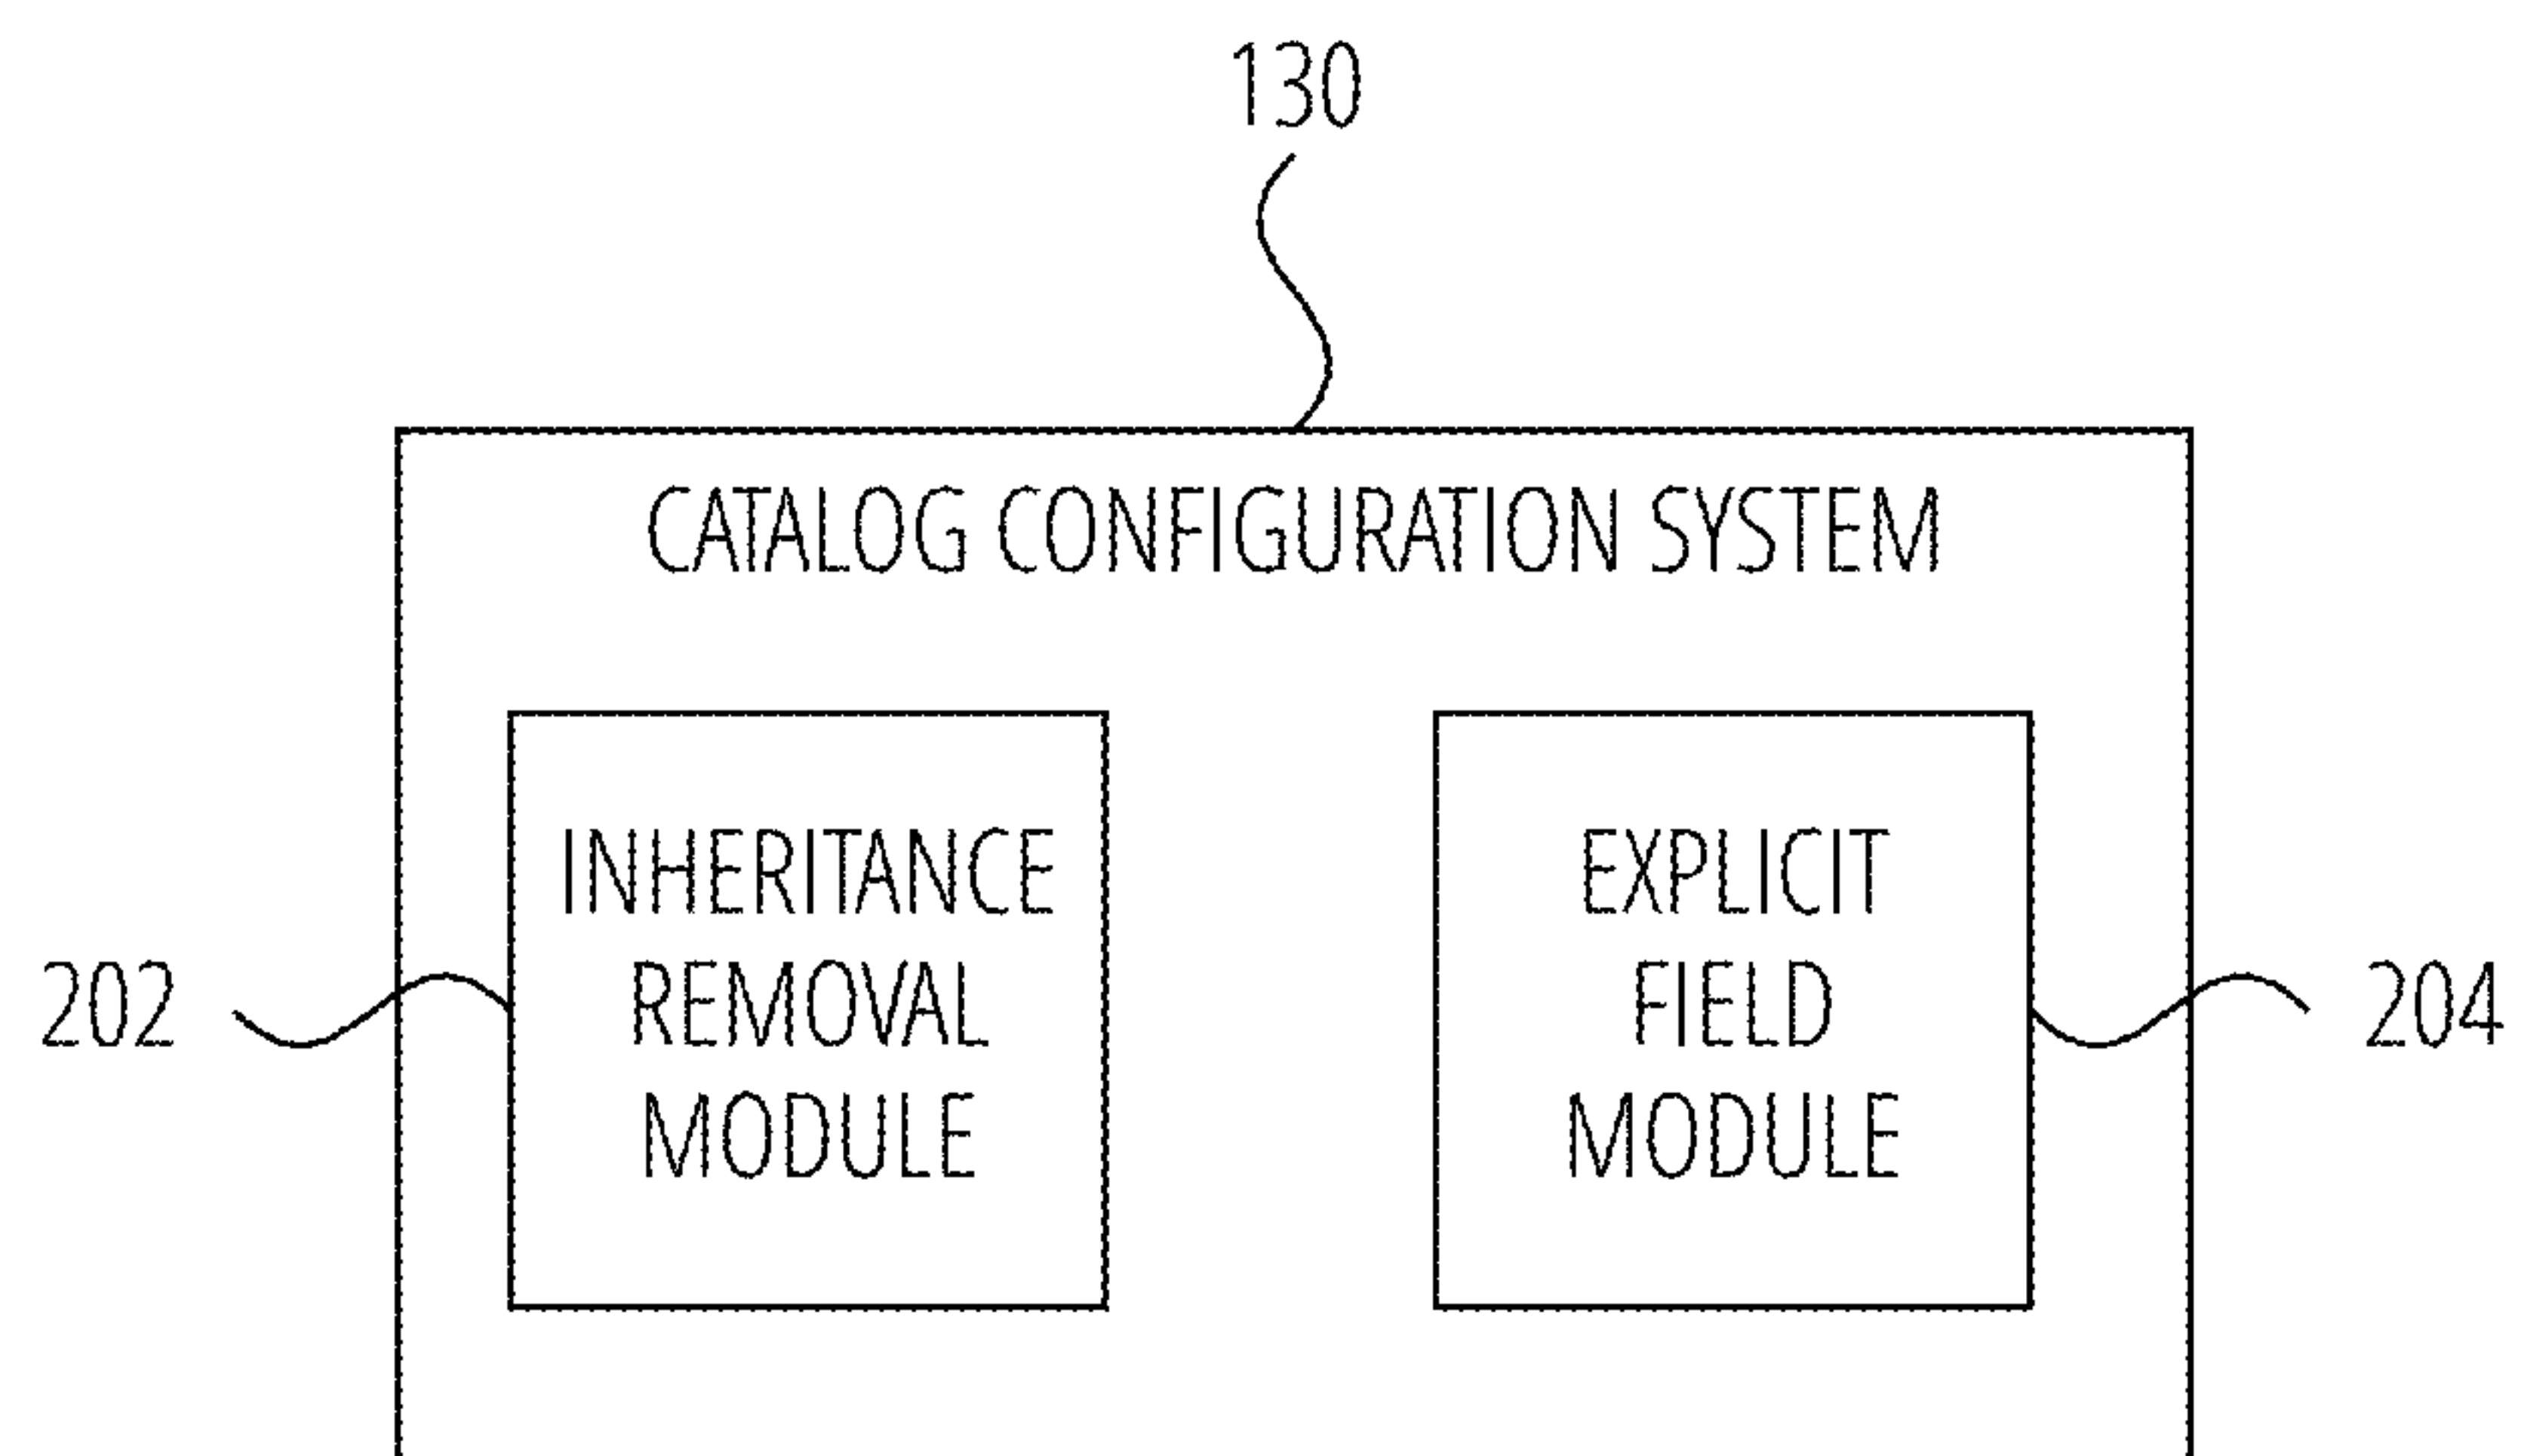 130
CATALOG CONFIGURATION SYSTEM
INHERITANCE
REMOVAL
MODULE
EXPLICIT
FIELD
MODULE
202
204